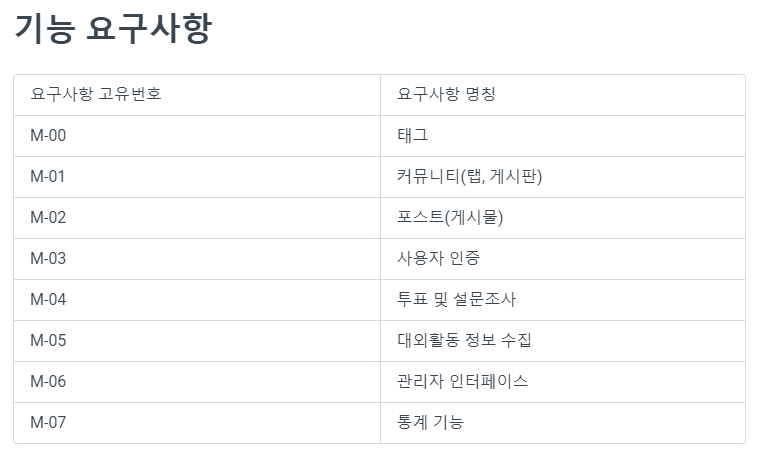 기능 요구사항
요구사항 고유번호 요구사항 명칭
M-00 태그
M-01 커뮤니티(탭, 게시판)
M-02 포스트(게시물)
M-03 사용자 인증
M-04 투표 및 설문조사
M-05 대외활동 정보 수집
M-06 관리자 인터페이스
M-07 통계 기능